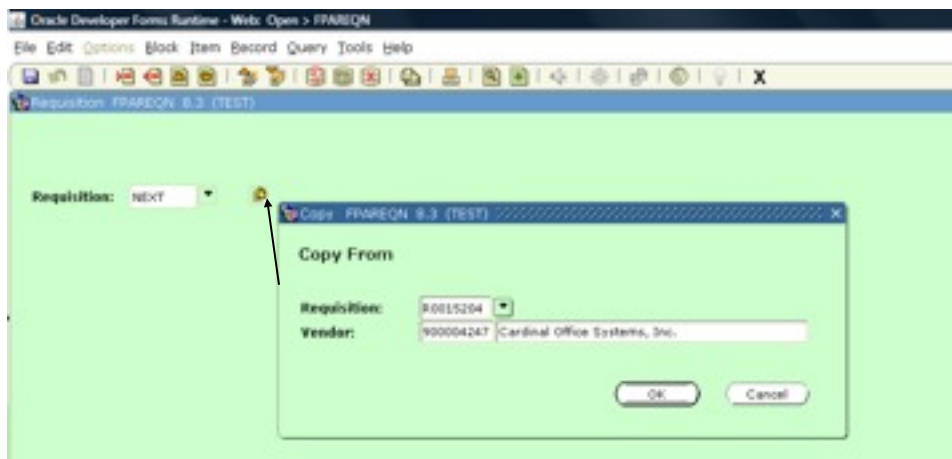 Oracle Developer Forms Runtime - Web: Open > FPAREQN
File Edit Options Block Item Record Query Tools Help
Requisition FPAREQN 8.3 (TEST)
Requisition: NEXT
Copy FPAREQN 8.3 (TEST)
Copy From
Requisition: R0015204
Vendor: 900004247 Cardinal Office Systems, Inc.
OK Cancel